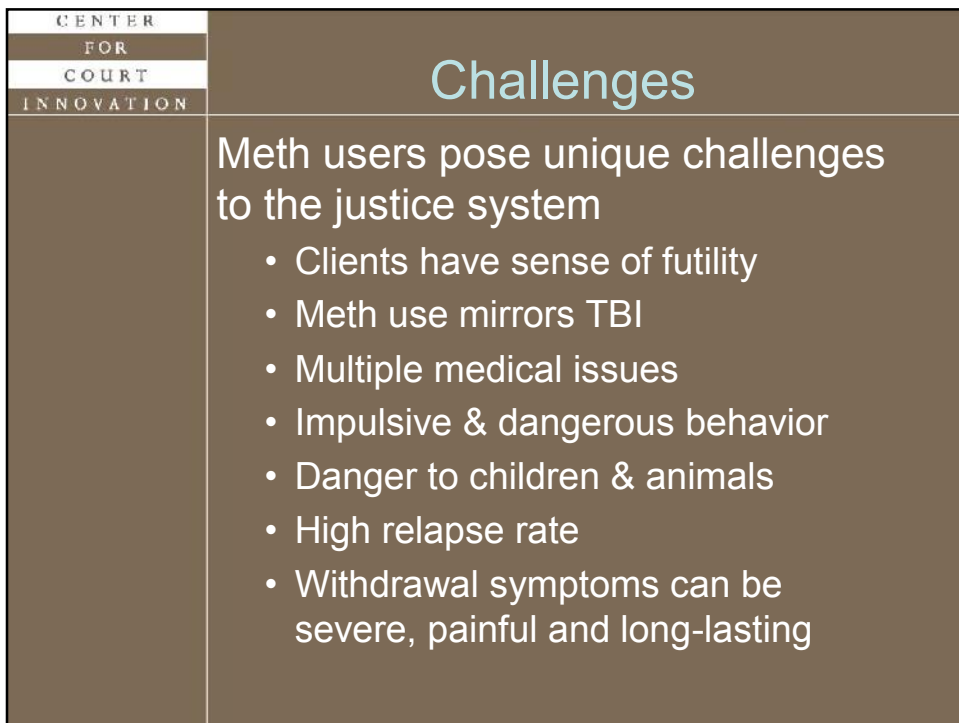 CENTER
FOR
COURT
INNOVATION
Challenges
Meth users pose unique challenges
to the justice system
• Clients have sense of futility
• Meth use mirrors TBI
• Multiple medical issues
• Impulsive & dangerous behavior
• Danger to children & animals
• High relapse rate
• Withdrawal symptoms can be
severe, painful and long-lasting